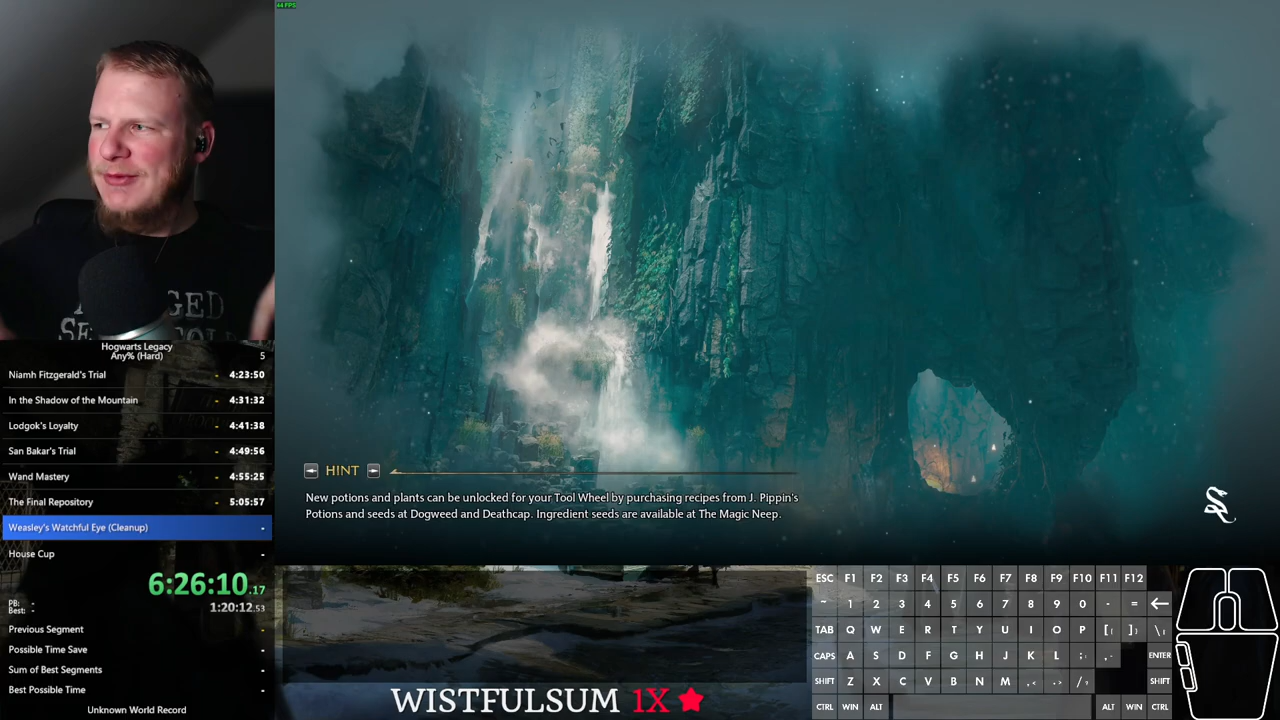 44 FPS
Hogwarts Legacy
Any% (Hard) 5
Niamh Fitzgerald's Trial - 4:23:50
In the Shadow of the Mountain - 4:31:32
Lodgok's Loyalty - 4:41:38
San Bakar's Trial - 4:49:56
Wand Mastery - 4:55:25
The Final Repository - 5:05:57
Weasley's Watchful Eye (Cleanup) -
House Cup -
6:26:10.17
PB: -
Best: -
1:20:12.53
Previous Segment -
Possible Time Save -
Sum of Best Segments -
Best Possible Time -
Unknown World Record
HINT
New potions and plants can be unlocked for your Tool Wheel by purchasing recipes from J. Pippin's
Potions and seeds at Dogweed and Deathcap. Ingredient seeds are available at The Magic Neep.
WISTFULSUM 1X
ESC F1 F2 F3 F4 F5 F6 F7 F8 F9 F10 F11 F12
~ 1 2 3 4 5 6 7 8 9 0 - = ←
TAB Q W E R T Y U I O P [{ ]} \|
CAPS A S D F G H J K L ;: ,. ENTER
SHIFT Z X C V B N M ,< .> /? SHIFT
CTRL WIN ALT ALT WIN CTRL